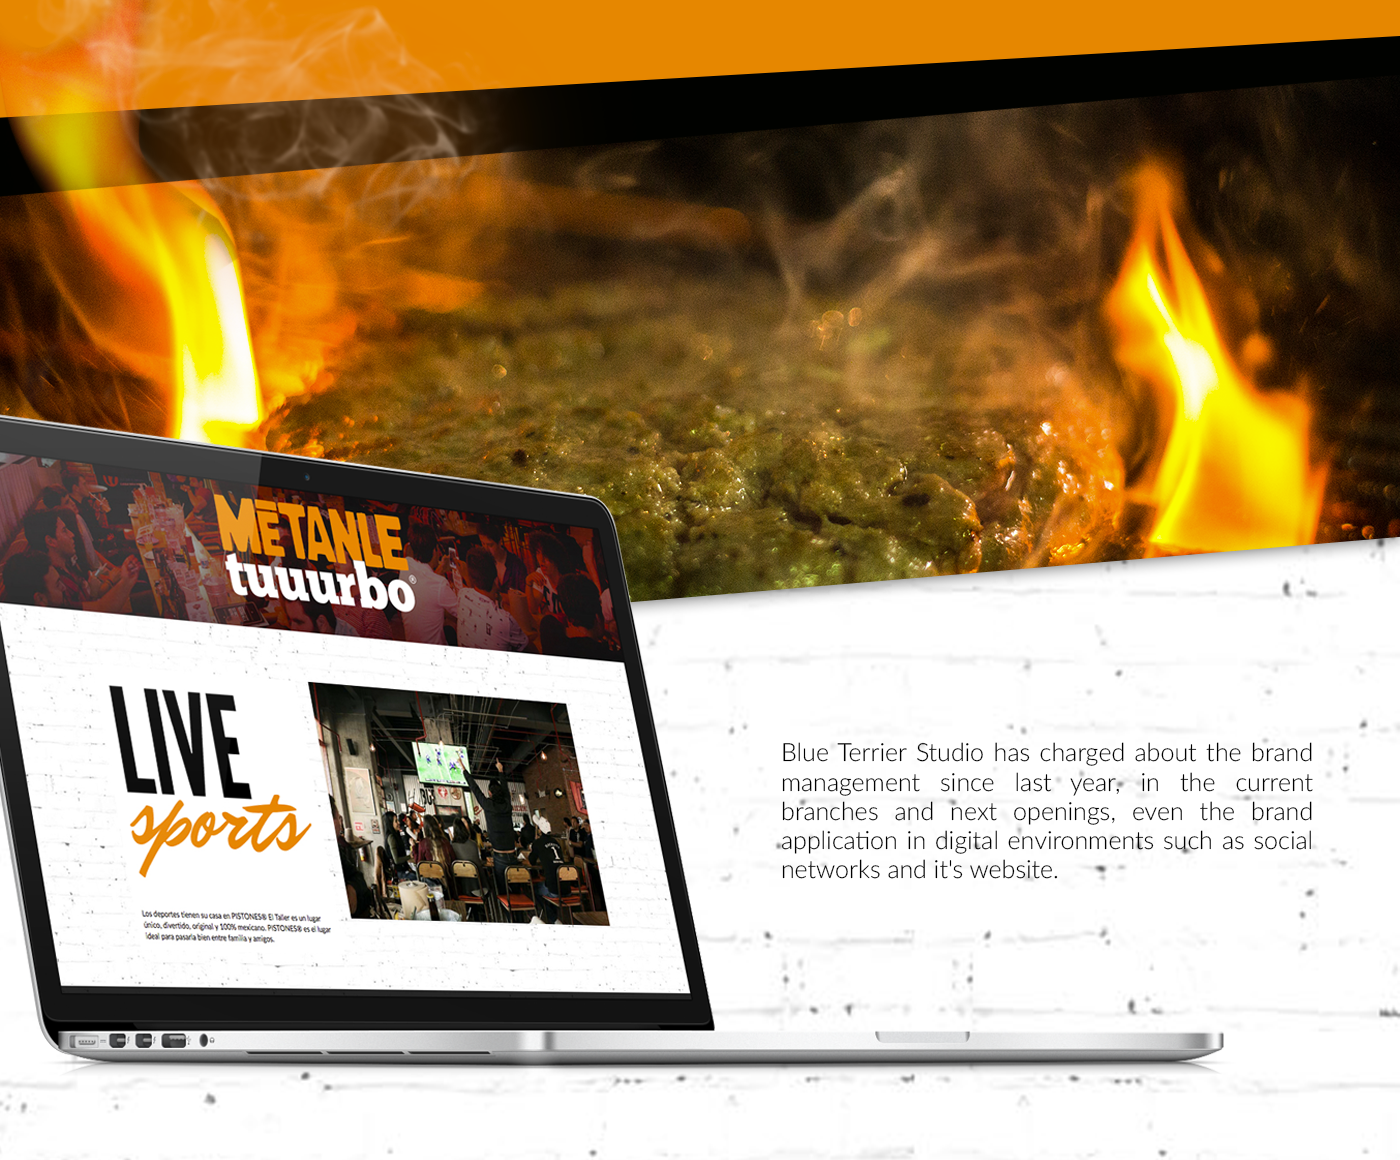 MĒTANLE
tuuurbo®
LIVE
sports
Los deportes tienen su casa en PISTONES® El Taller es un lugar
único, divertido, original y 100% mexicano. PISTONES® es el lugar
ideal para pasarla bien entre familia y amigos.
Blue Terrier Studio has charged about the brand
management since last year, in the current
branches and next openings, even the brand
application in digital environments such as social
networks and it's website.